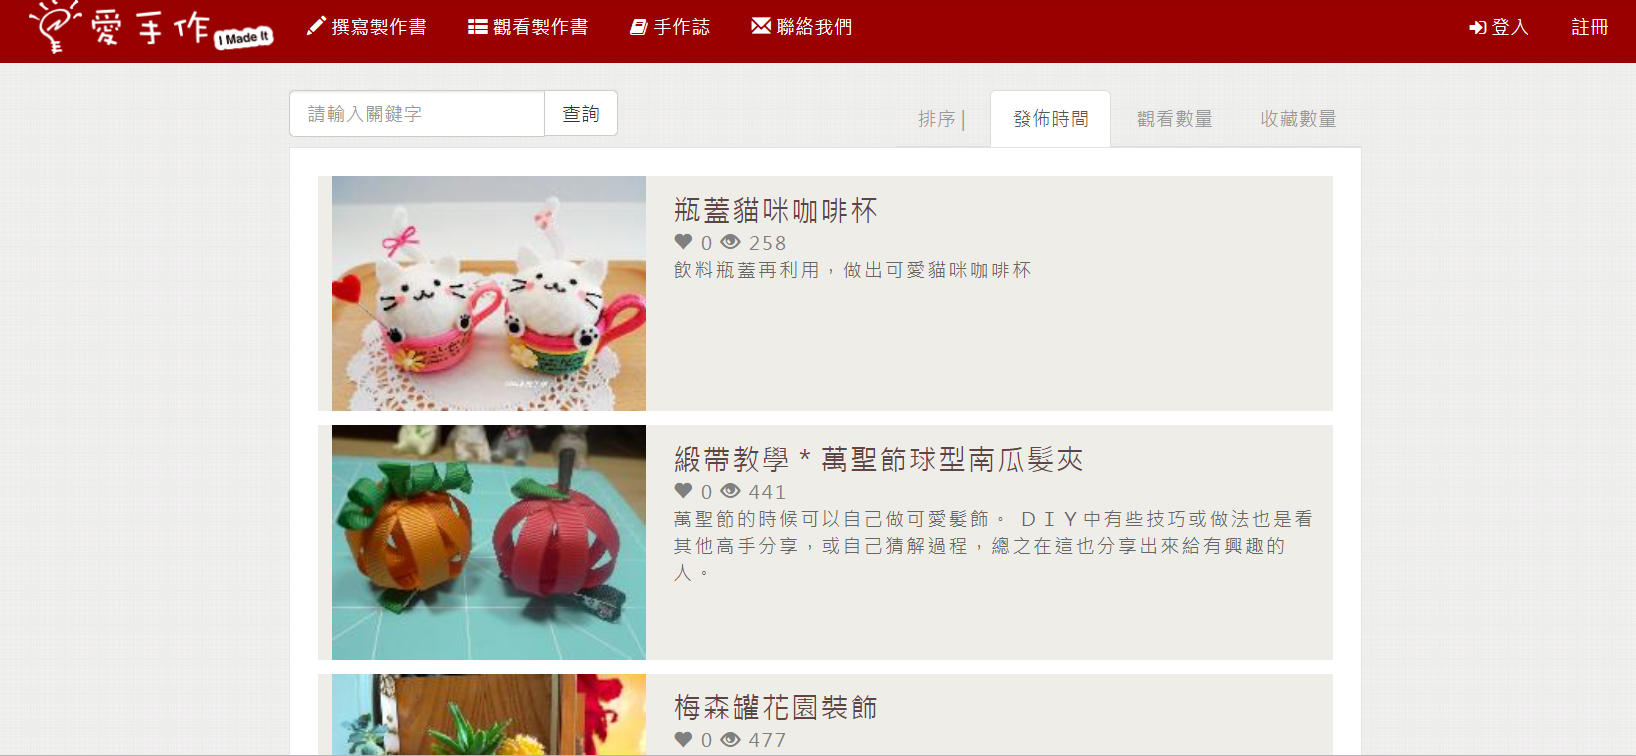 愛手作 I Made It 撰寫製作書 觀看製作書 手作誌 聯絡我們 登入 註冊
請輸入關鍵字 查詢 排序| 發佈時間 觀看數量 收藏數量
瓶蓋貓咪咖啡杯
0 258
飲料瓶蓋再利用，做出可愛貓咪咖啡杯
緞帶教學 * 萬聖節球型南瓜髮夾
0 441
萬聖節的時候可以自己做可愛髮飾。 ＤＩＹ中有些技巧或做法也是看
其他高手分享，或自己猜解過程，總之在這也分享出來給有興趣的
人。
梅森罐花園裝飾
0 477